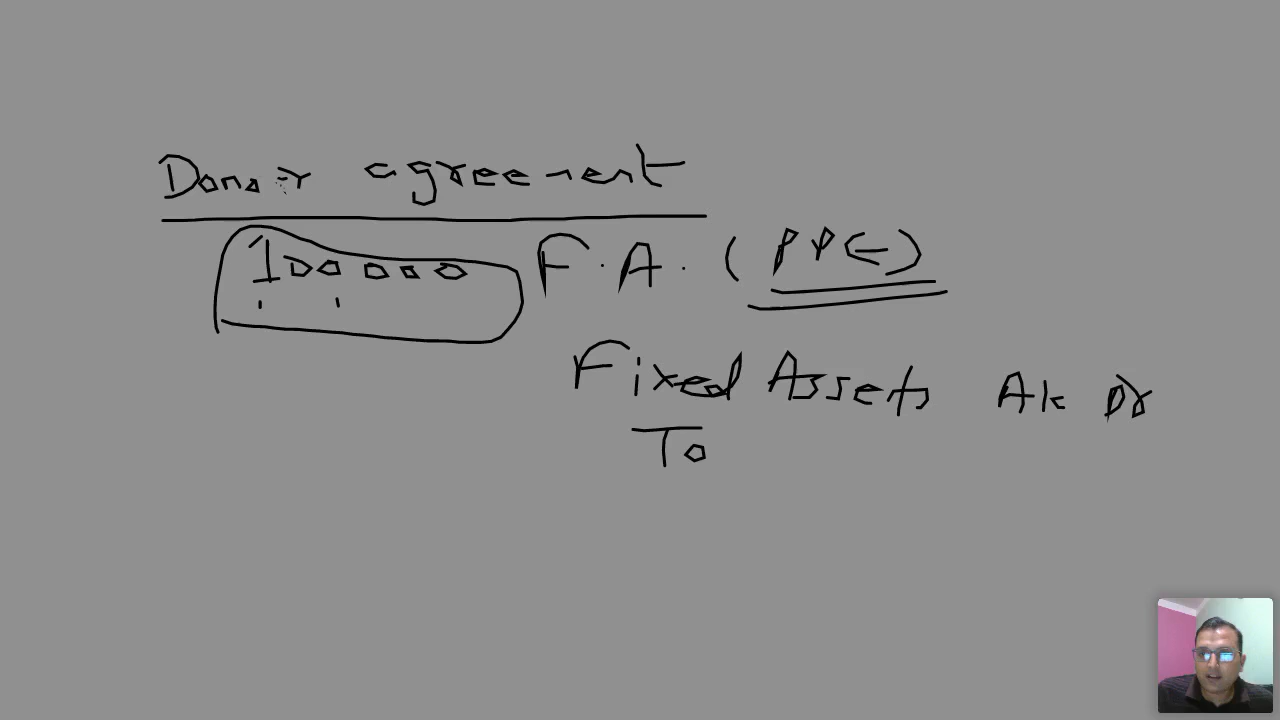 Donor agreement
100000 F.A. (PPE)
Fixed Assets A/c Dr
To